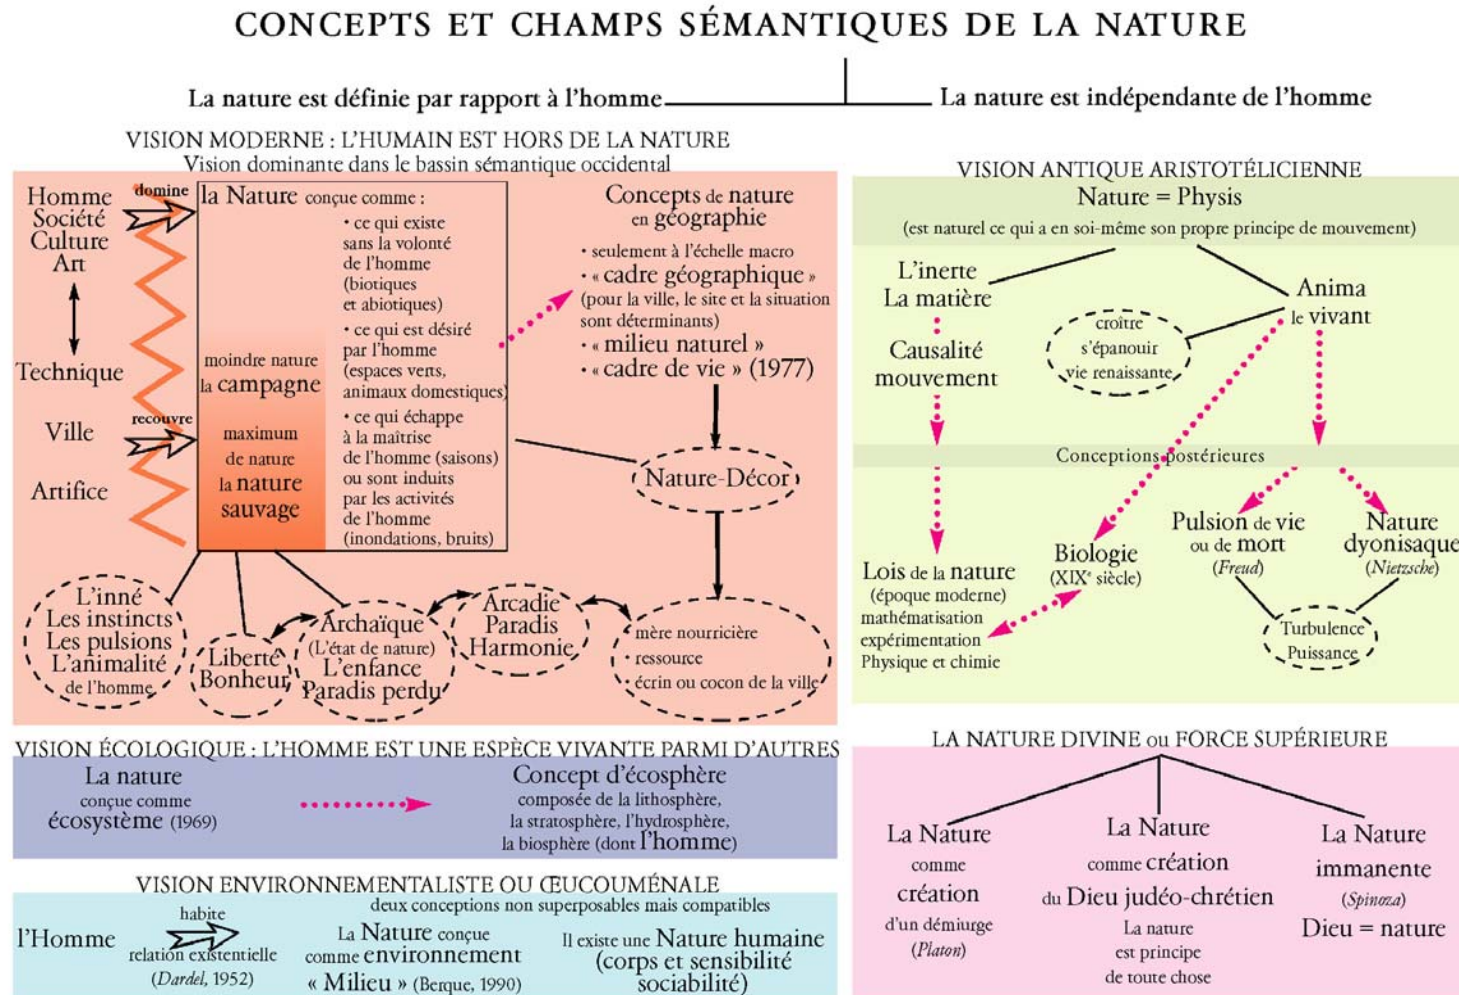 CONCEPTS ET CHAMPS SÉMANTIQUES DE LA NATURE
La nature est définie par rapport à l'homme
La nature est indépendante de l'homme
VISION MODERNE : L'HUMAIN EST HORS DE LA NATURE
Vision dominante dans le bassin sémantique occidental
Homme
Société
Culture
Art
Technique
Ville
Artifice
domine
recouvre
la Nature conçue comme :
• ce qui existe
sans la volonté
de l'homme
(biotiques
et abiotiques)
• ce qui est désiré
par l'homme
(espaces verts,
animaux domestiques)
• ce qui échappe
à la maîtrise
de l'homme (saisons)
ou sont induits
par les activités
de l'homme
(inondations, bruits)
moindre nature
la campagne
maximum
de nature
la nature
sauvage
Concepts de nature
en géographie
• seulement à l'échelle macro
• « cadre géographique »
(pour la ville, le site et la situation
sont déterminants)
• « milieu naturel »
• « cadre de vie » (1977)
Nature-Décor
L'inné
Les instincts
Les pulsions
L'animalité
de l'homme
Liberté
Bonheur
Archaïque
(L'état de nature)
L'enfance
Paradis perdu
Arcadie
Paradis
Harmonie
• mère nourricière
• ressource
• écrin ou cocon de la ville
VISION ANTIQUE ARISTOTÉLICIENNE
Nature = Physis
(est naturel ce qui a en soi-même son propre principe de mouvement)
L'inerte
La matière
Causalité
mouvement
croître
s'épanouir
vie renaissante
Anima
le vivant
Conceptions postérieures
Lois de la nature
(époque moderne)
mathématisation
expérimentation
Physique et chimie
Biologie
(XIXe siècle)
Pulsion de vie
ou de mort
(Freud)
Nature
dyonisaque
(Nietzsche)
Turbulence
Puissance
VISION ÉCOLOGIQUE : L'HOMME EST UNE ESPÈCE VIVANTE PARMI D'AUTRES
La nature
conçue comme
écosystème (1969)
Concept d'écosphère
composée de la lithosphère,
la stratosphère, l'hydrosphère,
la biosphère (dont l'homme)
VISION ENVIRONNEMENTALISTE OU ŒUCOUMÉNALE
deux conceptions non superposables mais compatibles
l'Homme
habite
relation existentielle
(Dardel, 1952)
La Nature conçue
comme environnement
« Milieu » (Berque, 1990)
Il existe une Nature humaine
(corps et sensibilité
sociabilité)
LA NATURE DIVINE ou FORCE SUPÉRIEURE
La Nature
comme
création
d'un démiurge
(Platon)
La Nature
comme création
du Dieu judéo-chrétien
La nature
est principe
de toute chose
La Nature
immanente
(Spinoza)
Dieu = nature